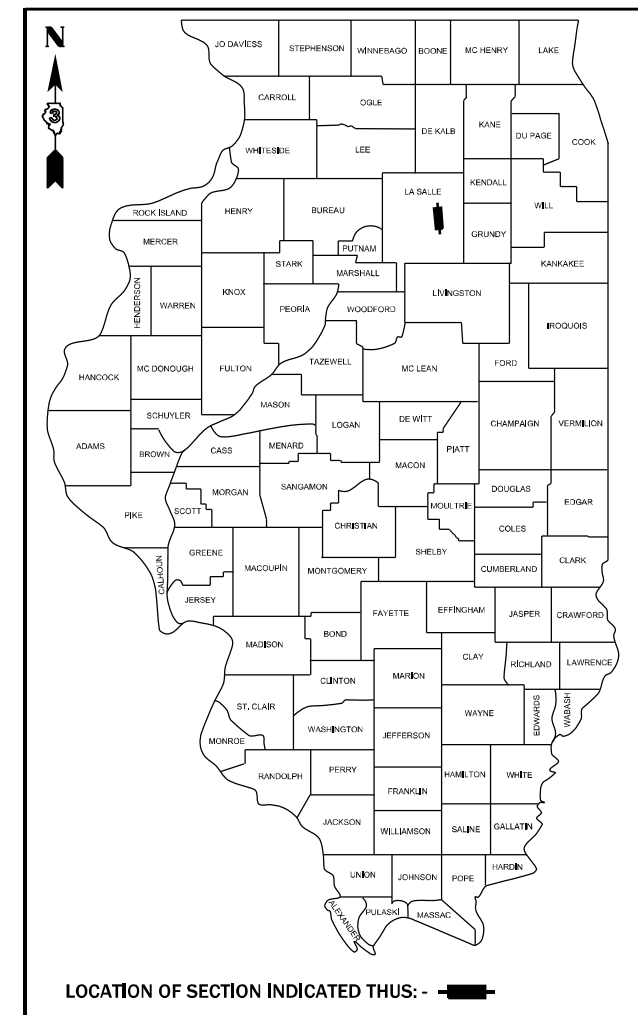 N
3
JO DAVIESS
STEPHENSON
WINNEBAGO
BOONE
MC HENRY
LAKE
CARROLL
OGLE
DE KALB
KANE
DU PAGE
COOK
WHITESIDE
LEE
KENDALL
LA SALLE
WILL
ROCK ISLAND
HENRY
BUREAU
PUTNAM
GRUNDY
MERCER
STARK
MARSHALL
KANKAKEE
HENDERSON
WARREN
KNOX
PEORIA
WOODFORD
LIVINGSTON
IROQUOIS
HANCOCK
MC DONOUGH
FULTON
TAZEWELL
MC LEAN
FORD
SCHUYLER
MASON
LOGAN
DE WITT
CHAMPAIGN
VERMILION
ADAMS
BROWN
CASS
MENARD
PIATT
MACON
SANGAMON
DOUGLAS
MORGAN
EDGAR
PIKE
SCOTT
CHRISTIAN
MOULTRIE
COLES
GREENE
MACOUPIN
MONTGOMERY
SHELBY
CUMBERLAND
CLARK
CALHOUN
JERSEY
FAYETTE
EFFINGHAM
JASPER
CRAWFORD
BOND
MADISON
CLAY
RICHLAND
LAWRENCE
CLINTON
MARION
ST. CLAIR
WAYNE
EDWARDS
WABASH
WASHINGTON
JEFFERSON
MONROE
RANDOLPH
PERRY
HAMILTON
WHITE
FRANKLIN
JACKSON
WILLIAMSON
SALINE
GALLATIN
HARDIN
UNION
JOHNSON
POPE
ALEXANDER
PULASKI
MASSAC
LOCATION OF SECTION INDICATED THUS: -